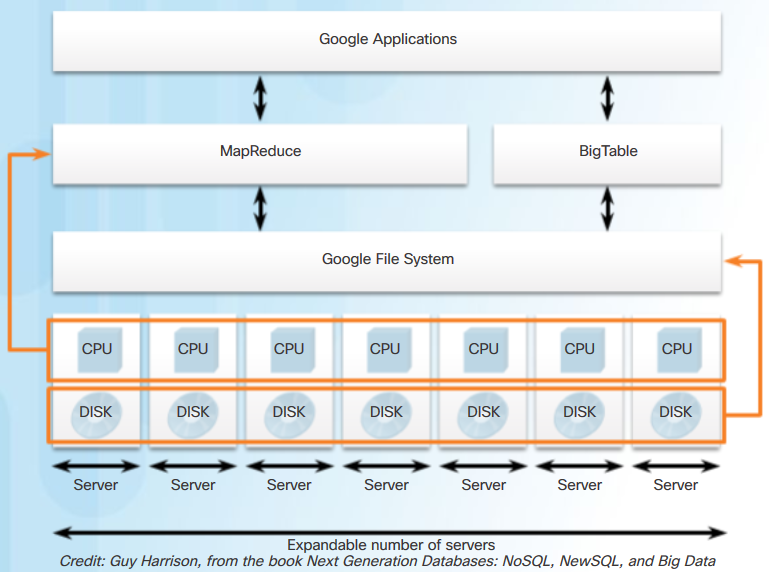 Google Applications
MapReduce BigTable
Google File System
CPU CPU CPU CPU CPU CPU CPU
DISK DISK DISK DISK DISK DISK DISK
Server Server Server Server Server Server Server
Expandable number of servers
Credit: Guy Harrison, from the book Next Generation Databases: NoSQL, NewSQL, and Big Data